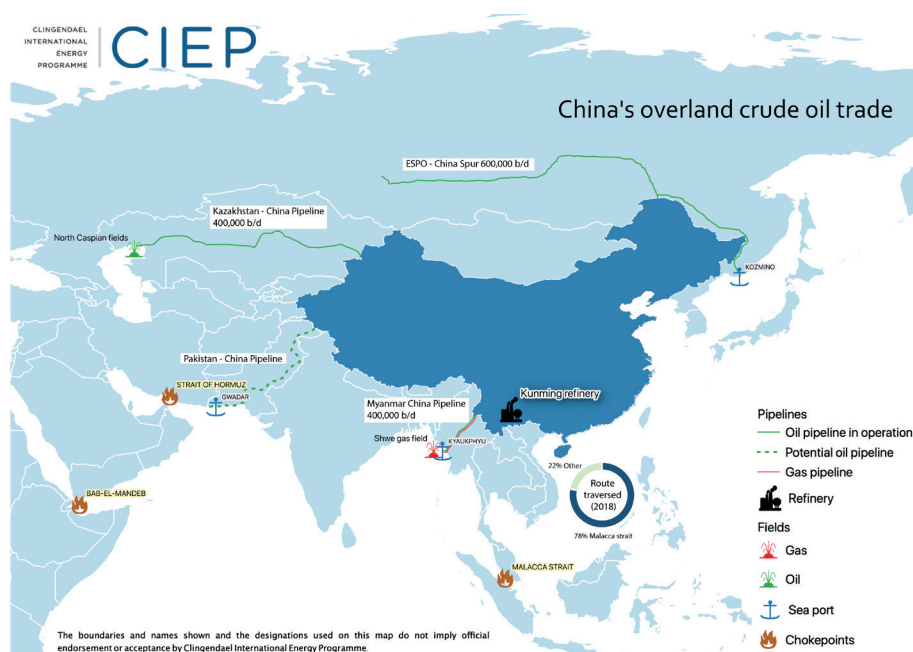 CLINGENDAEL
INTERNATIONAL
ENERGY
PROGRAMME
CIEP
China's overland crude oil trade
ESPO - China Spur 600,000 b/d
Kazakhstan - China Pipeline
400,000 b/d
North Caspian fields
KOZMINO
Pakistan - China Pipeline
STRAIT OF HORMUZ
GWADAR
Kunming refinery
Myanmar China Pipeline
400,000 b/d
Shwe gas field
KYAUKPHYU
22% Other
Route
traversed
(2018)
78% Malacca strait
BAB-EL-MANDEB
MALACCA STRAIT
Pipelines
Oil pipeline in operation
Potential oil pipeline
Gas pipeline
Refinery
Fields
Gas
Oil
Sea port
Chokepoints
The boundaries and names shown and the designations used on this map do not imply official
endorsement or acceptance by Clingendael International Energy Programme.